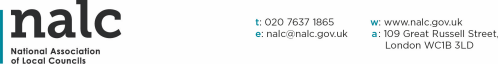 nalc
National Association
of Local Councils
t: 020 7637 1865
e: nalc@nalc.gov.uk
w: www.nalc.gov.uk
a: 109 Great Russell Street,
London WC1B 3LD